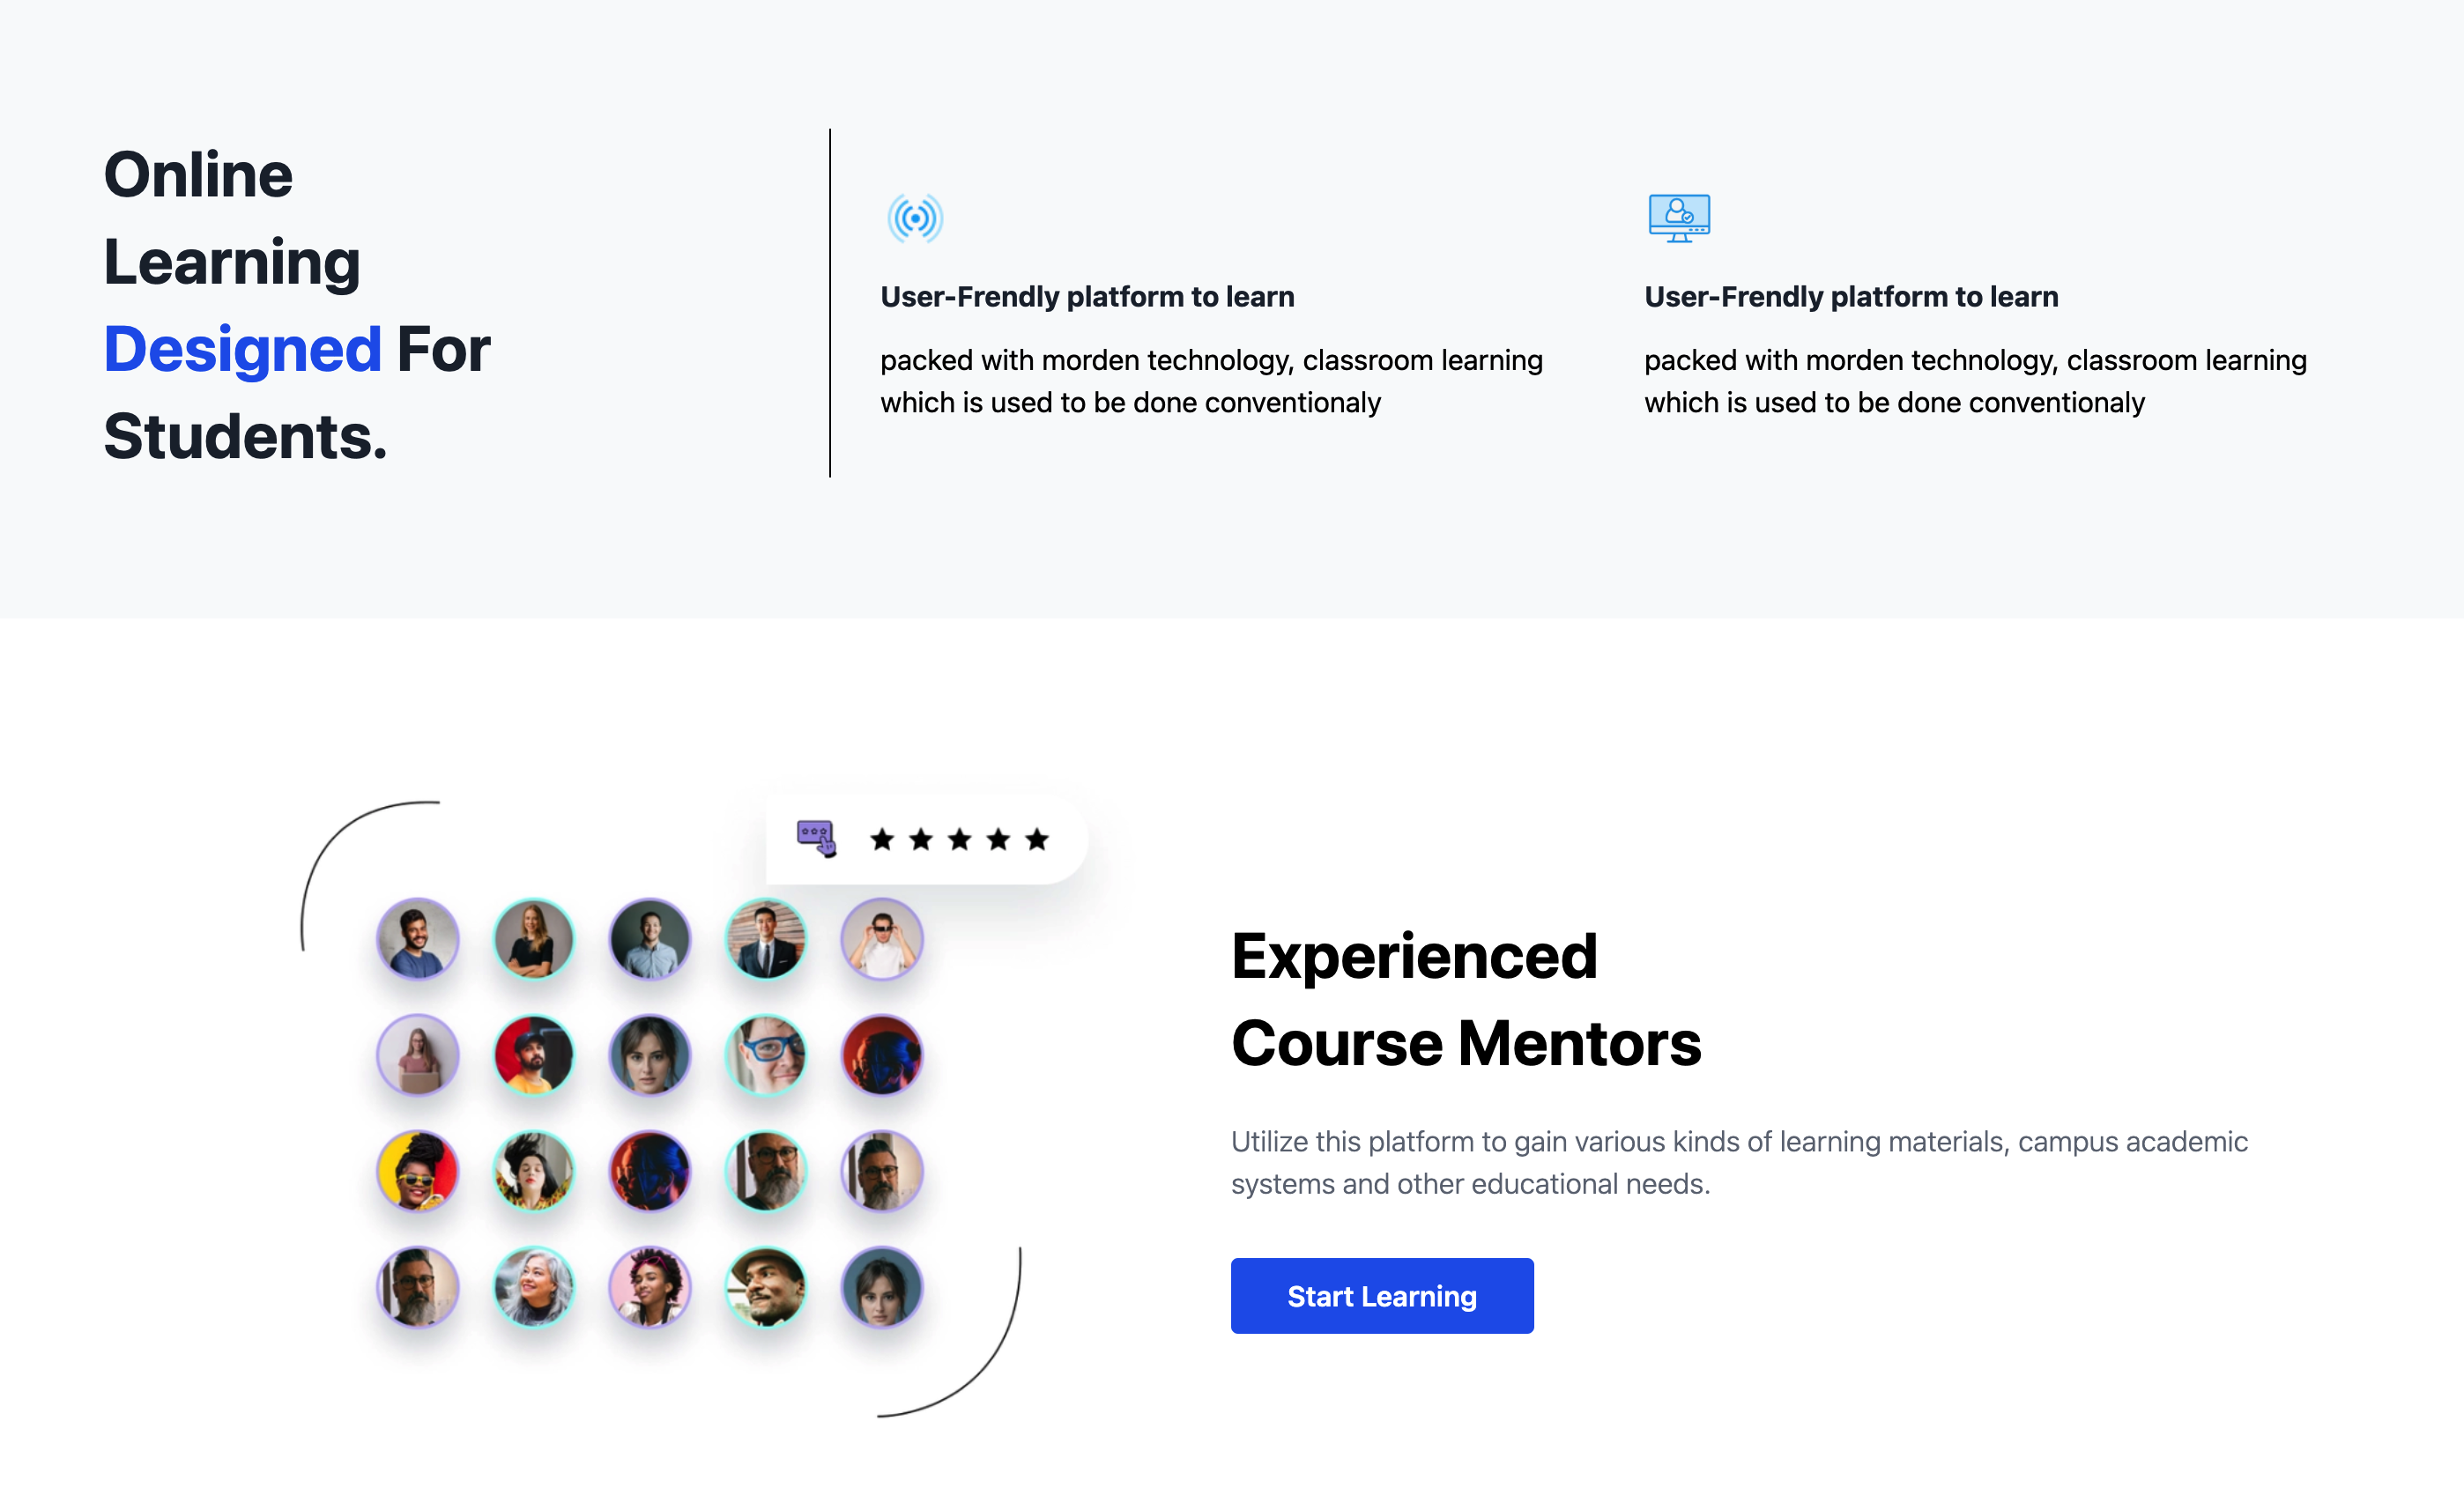 Online
Learning
Designed For
Students.
User-Frendly platform to learn
packed with morden technology, classroom learning
which is used to be done conventionaly
User-Frendly platform to learn
packed with morden technology, classroom learning
which is used to be done conventionaly
Experienced
Course Mentors
Utilize this platform to gain various kinds of learning materials, campus academic
systems and other educational needs.
Start Learning